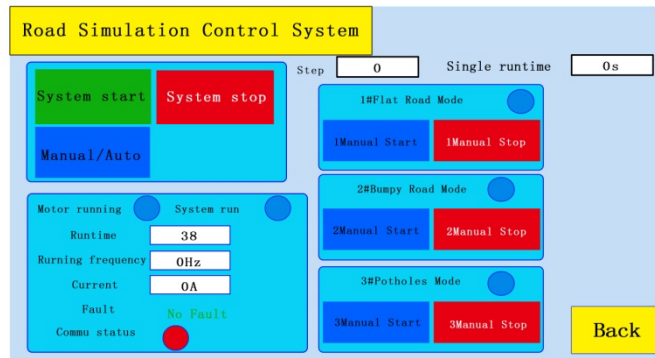 Road Simulation Control System
Step 0 Single runtime 0s
System start System stop
Manual/Auto
1#Flat Road Mode
1Manual Start 1Manual Stop
2#Bumpy Road Mode
2Manual Start 2Manual Stop
3#Potholes Mode
3Manual Start 3Manual Stop
Motor running System run
Runtime 38
Rurning frequency 0Hz
Current 0A
Fault No Fault
Commu status
Back